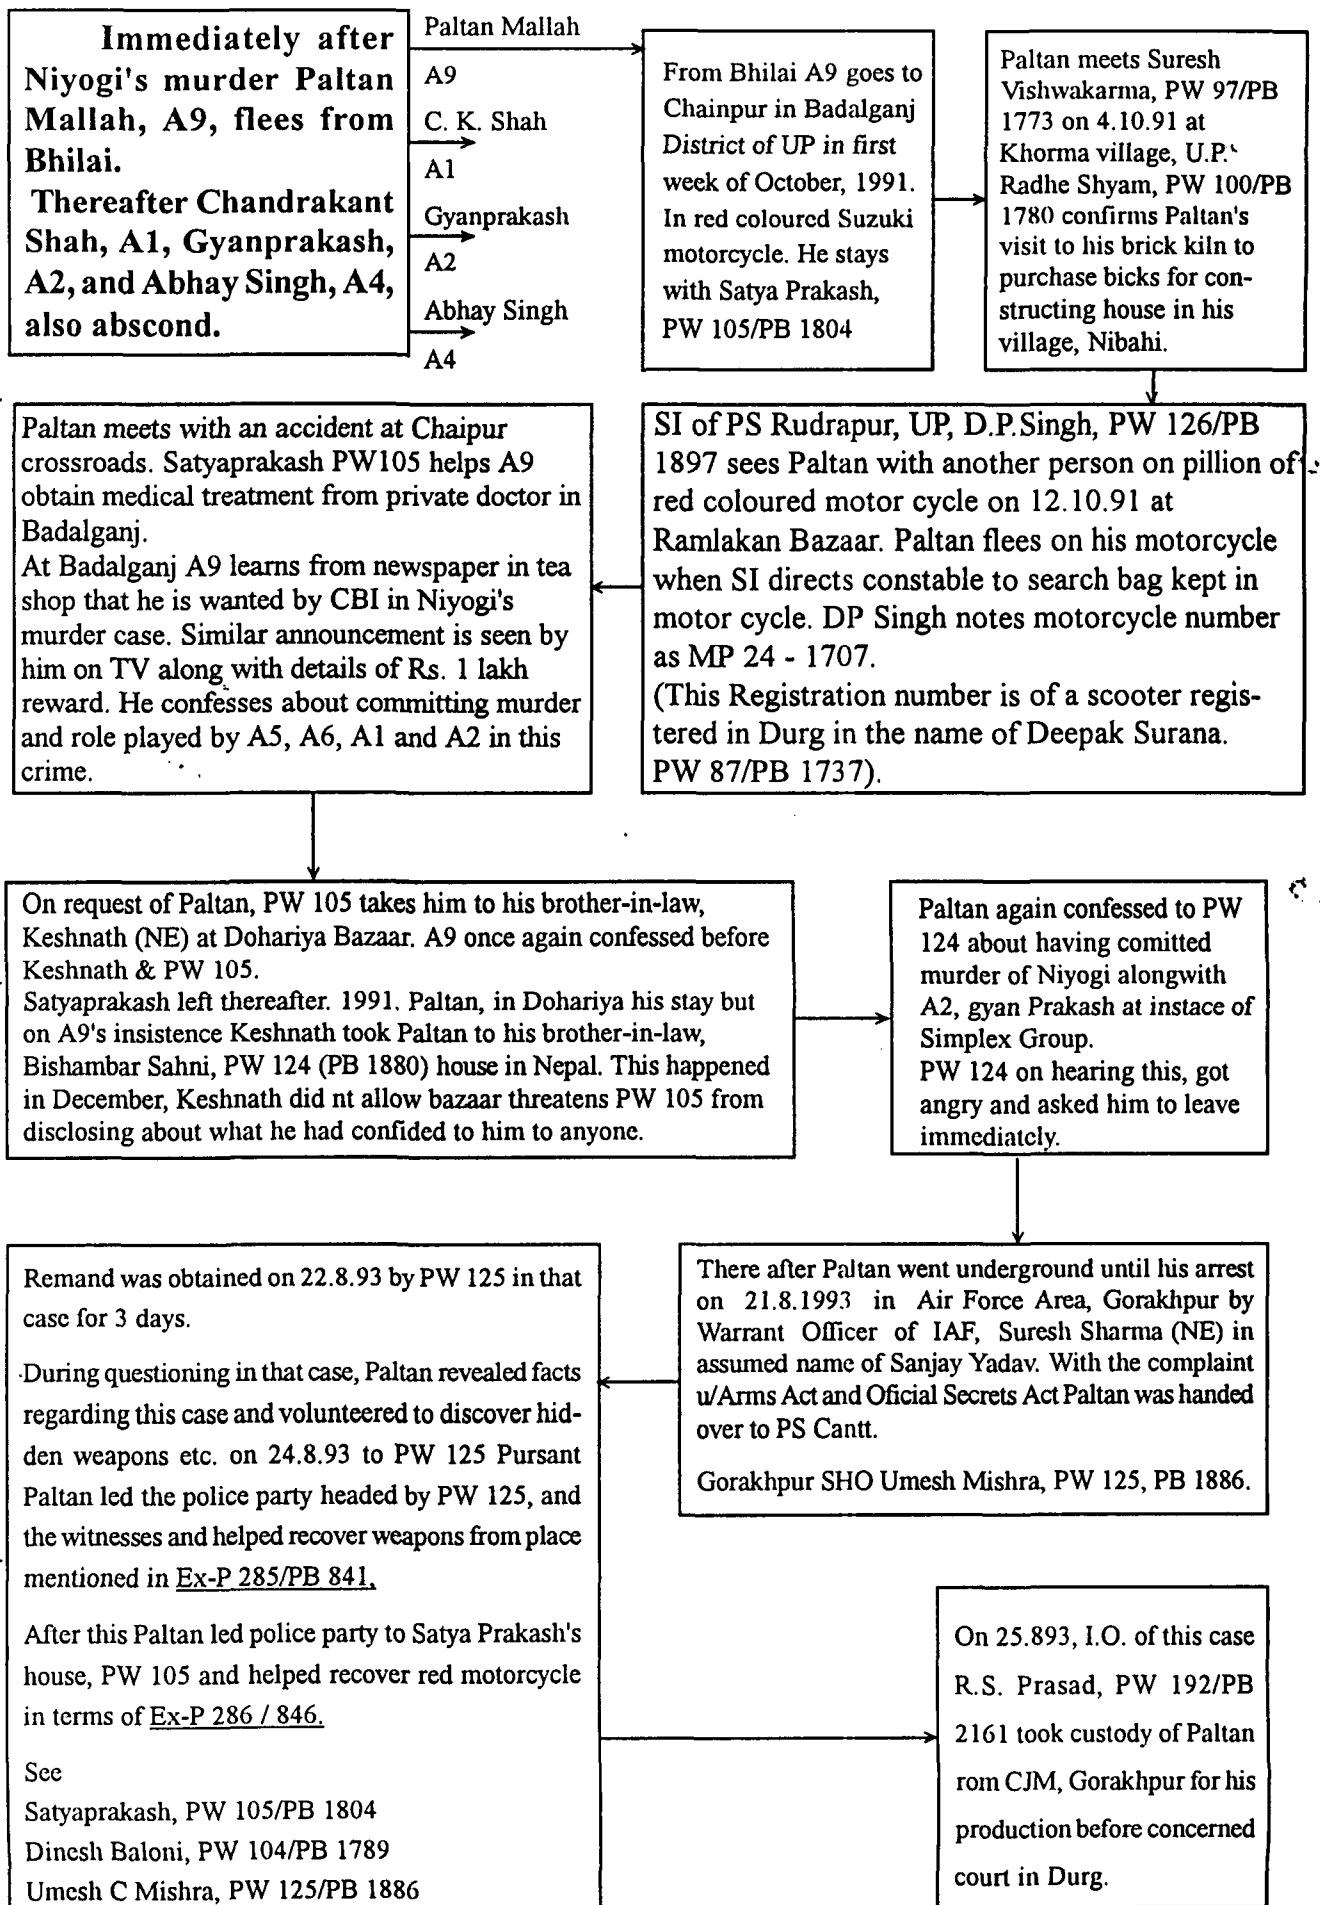 Immediately after
Niyogi's murder Paltan
Mallah, A9, flees from
Bhilai.
Thereafter Chandrakant
Shah, A1, Gyanprakash,
A2, and Abhay Singh, A4,
also abscond.
Paltan Mallah
A9
C. K. Shah
A1
Gyanprakash
A2
Abhay Singh
A4
From Bhilai A9 goes to
Chainpur in Badalganj
District of UP in first
week of October, 1991.
In red coloured Suzuki
motorcycle. He stays
with Satya Prakash,
PW 105/PB 1804
Paltan meets Suresh
Vishwakarma, PW 97/PB
1773 on 4.10.91 at
Khorma village, U.P.
Radhe Shyam, PW 100/PB
1780 confirms Paltan's
visit to his brick kiln to
purchase bicks for con-
structing house in his
village, Nibahi.
SI of PS Rudrapur, UP, D.P.Singh, PW 126/PB
1897 sees Paltan with another person on pillion of
red coloured motor cycle on 12.10.91 at
Ramlakan Bazaar. Paltan flees on his motorcycle
when SI directs constable to search bag kept in
motor cycle. DP Singh notes motorcycle number
as MP 24 - 1707.
(This Registration number is of a scooter regis-
tered in Durg in the name of Deepak Surana.
PW 87/PB 1737).
Paltan meets with an accident at Chaipur
crossroads. Satyaprakash PW105 helps A9
obtain medical treatment from private doctor in
Badalganj.
At Badalganj A9 learns from newspaper in tea
shop that he is wanted by CBI in Niyogi's
murder case. Similar announcement is seen by
him on TV along with details of Rs. 1 lakh
reward. He confesses about committing murder
and role played by A5, A6, A1 and A2 in this
crime.
On request of Paltan, PW 105 takes him to his brother-in-law,
Keshnath (NE) at Dohariya Bazaar. A9 once again confessed before
Keshnath & PW 105.
Satyaprakash left thereafter. 1991. Paltan, in Dohariya his stay but
on A9's insistence Keshnath took Paltan to his brother-in-law,
Bishambar Sahni, PW 124 (PB 1880) house in Nepal. This happened
in December, Keshnath did nt allow bazaar threatens PW 105 from
disclosing about what he had confided to him to anyone.
Paltan again confessed to PW
124 about having comitted
murder of Niyogi alongwith
A2, gyan Prakash at instace of
Simplex Group.
PW 124 on hearing this, got
angry and asked him to leave
immediately.
There after Paltan went underground until his arrest
on 21.8.1993 in Air Force Area, Gorakhpur by
Warrant Officer of IAF, Suresh Sharma (NE) in
assumed name of Sanjay Yadav. With the complaint
u/Arms Act and Oficial Secrets Act Paltan was handed
over to PS Cantt.
Gorakhpur SHO Umesh Mishra, PW 125, PB 1886.
Remand was obtained on 22.8.93 by PW 125 in that
case for 3 days.
During questioning in that case, Paltan revealed facts
regarding this case and volunteered to discover hid-
den weapons etc. on 24.8.93 to PW 125 Pursant
Paltan led the police party headed by PW 125, and
the witnesses and helped recover weapons from place
mentioned in Ex-P 285/PB 841,
After this Paltan led police party to Satya Prakash's
house, PW 105 and helped recover red motorcycle
in terms of Ex-P 286 / 846.
See
Satyaprakash, PW 105/PB 1804
Dinesh Baloni, PW 104/PB 1789
Umesh C Mishra, PW 125/PB 1886
On 25.893, I.O. of this case
R.S. Prasad, PW 192/PB
2161 took custody of Paltan
rom CJM, Gorakhpur for his
production before concerned
court in Durg.